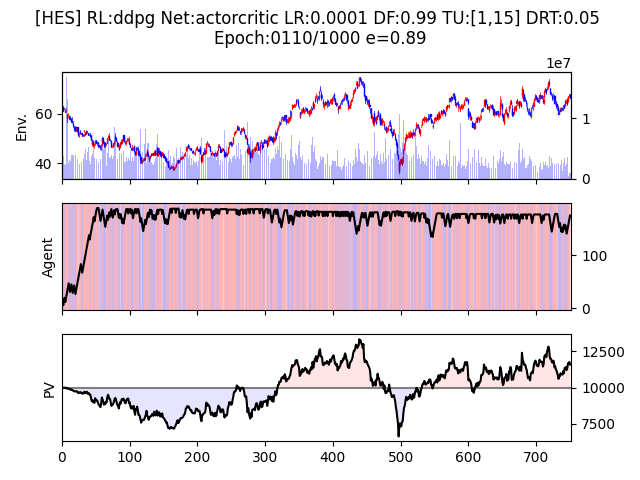 [HES] RL:ddpg Net:actorcritic LR:0.0001 DF:0.99 TU:[1,15] DRT:0.05
Epoch:0110/1000 e=0.89
1e7
Env.
60
40
1
0
Agent
100
0
PV
12500
10000
7500
0 100 200 300 400 500 600 700